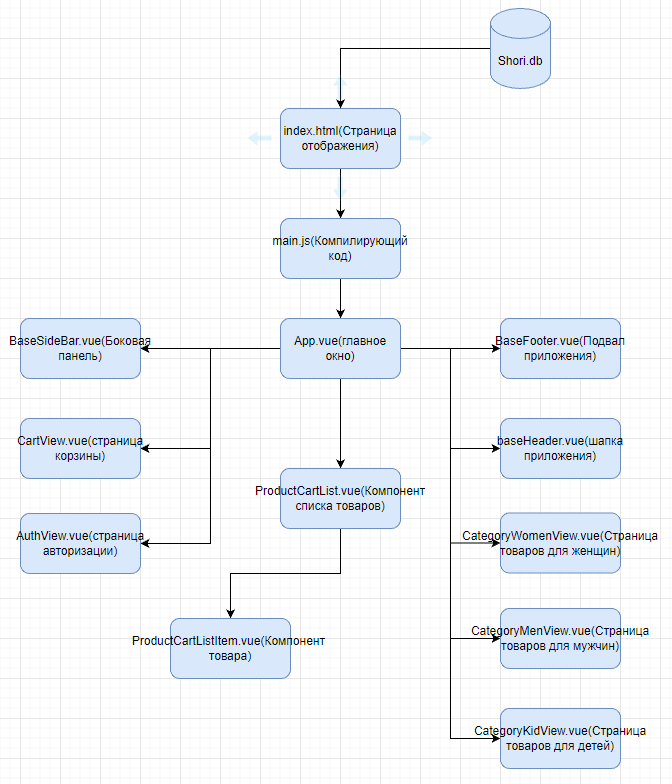 Shori.db
index.html(Страница
отображения)
main.js(Компилирующий
код)
BaseSideBar.vue(Боковая
панель)
App.vue(главное
окно)
BaseFooter.vue(Подвал
приложения)
CartView.vue(страница
корзины)
baseHeader.vue(шапка
приложения)
ProductCartList.vue(Компонент
списка товаров)
AuthView.vue(страница
авторизации)
CategoryWomenView.vue(Страница
товаров для женщин)
ProductCartListItem.vue(Компонент
товара)
CategoryMenView.vue(Страница
товаров для мужчин)
CategoryKidView.vue(Страница
товаров для детей)